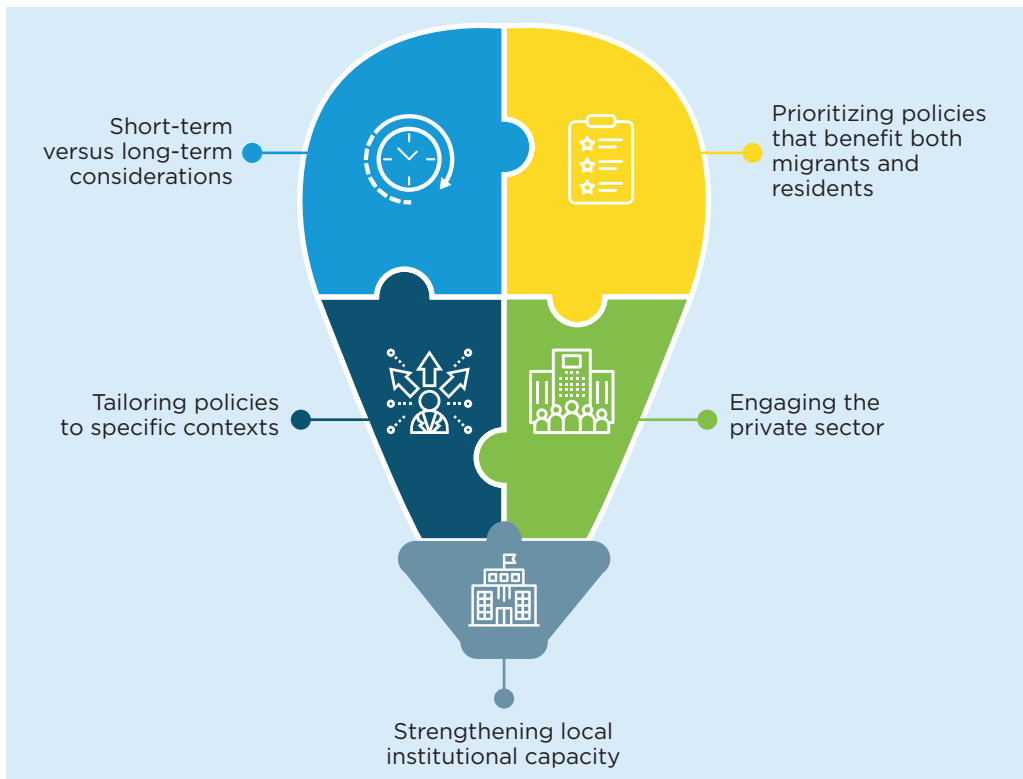 Short-term
versus long-term
considerations
Prioritizing policies
that benefit both
migrants and
residents
Tailoring policies
to specific contexts
Engaging the
private sector
Strengthening local
institutional capacity